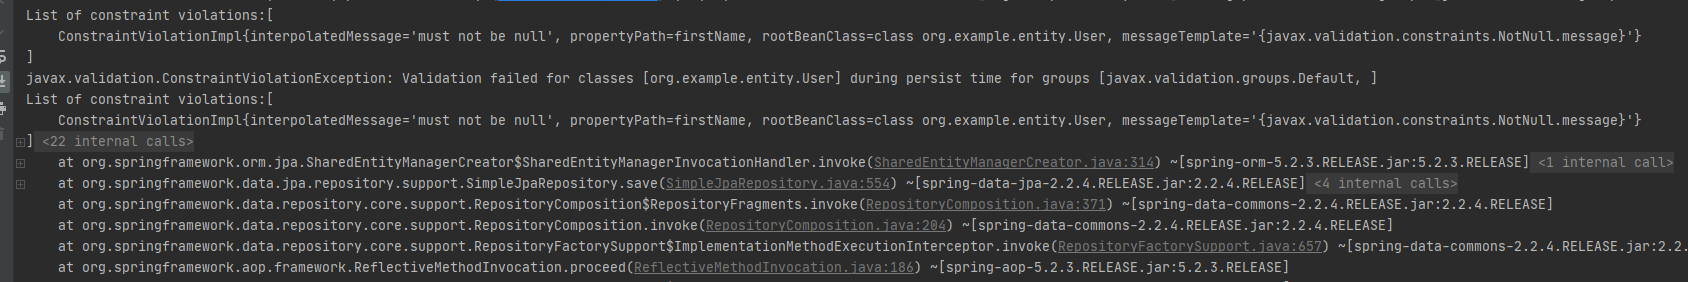 List of constraint violations:[
ConstraintViolationImpl{interpolatedMessage='must not be null', propertyPath=firstName, rootBeanClass=class org.example.entity.User, messageTemplate='{javax.validation.constraints.NotNull.message}'}
]
javax.validation.ConstraintViolationException: Validation failed for classes [org.example.entity.User] during persist time for groups [javax.validation.groups.Default, ]
List of constraint violations:[
ConstraintViolationImpl{interpolatedMessage='must not be null', propertyPath=firstName, rootBeanClass=class org.example.entity.User, messageTemplate='{javax.validation.constraints.NotNull.message}'}
] <22 internal calls>
at org.springframework.orm.jpa.SharedEntityManagerCreator$SharedEntityManagerInvocationHandler.invoke(SharedEntityManagerCreator.java:314) ~[spring-orm-5.2.3.RELEASE.jar:5.2.3.RELEASE] <1 internal call>
at org.springframework.data.jpa.repository.support.SimpleJpaRepository.save(SimpleJpaRepository.java:554) ~[spring-data-jpa-2.2.4.RELEASE.jar:2.2.4.RELEASE] <4 internal calls>
at org.springframework.data.repository.core.support.RepositoryComposition$RepositoryFragments.invoke(RepositoryComposition.java:371) ~[spring-data-commons-2.2.4.RELEASE.jar:2.2.4.RELEASE]
at org.springframework.data.repository.core.support.RepositoryComposition.invoke(RepositoryComposition.java:204) ~[spring-data-commons-2.2.4.RELEASE.jar:2.2.4.RELEASE]
at org.springframework.data.repository.core.support.RepositoryFactorySupport$ImplementationMethodExecutionInterceptor.invoke(RepositoryFactorySupport.java:657) ~[spring-data-commons-2.2.4.RELEASE.jar:2.2.
at org.springframework.aop.framework.ReflectiveMethodInvocation.proceed(ReflectiveMethodInvocation.java:186) ~[spring-aop-5.2.3.RELEASE.jar:5.2.3.RELEASE]